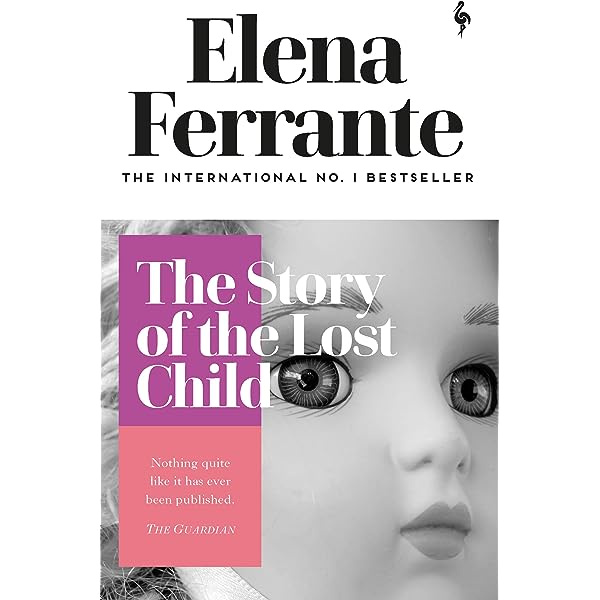 Elena
Ferrante
THE INTERNATIONAL NO. 1 BESTSELLER
The Story
of the Lost
Child
Nothing quite
like it has ever
been published.
THE GUARDIAN